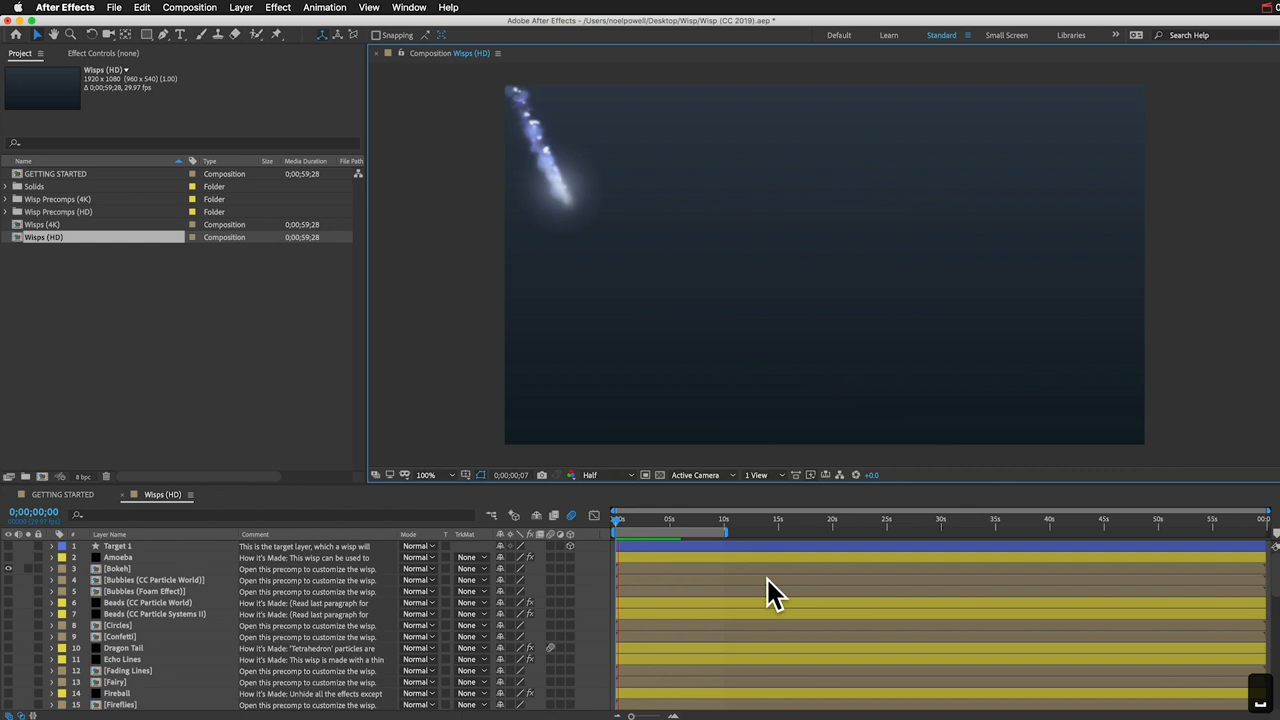 After Effects File Edit Composition Layer Effect Animation View Window Help
Adobe After Effects - /Users/noelpowell/Desktop/Wisp/Wisp (CC 2019).aep *
Snapping Default Learn Standard Small Screen Libraries Search Help
Project Effect Controls (none) Composition Wisps (HD)
Wisps (HD)
1920 x 1080 (960 x 540) (1.00)
Δ 0;00;59;28, 29.97 fps
Name Type Size Media Duration File Path
GETTING STARTED Composition 0;00;59;28
Solids Folder
Wisp Precomps (4K) Folder
Wisp Precomps (HD) Folder
Wisps (4K) Composition 0;00;59;28
Wisps (HD) Composition 0;00;59;28
8 bpc 100% 0;00;00;07 Half Active Camera 1 View +0.0
GETTING STARTED Wisps (HD)
0;00;00;00
00000 (29.97 fps)
05s 10s 15s 20s 25s 30s 35s 40s 45s 50s 55s 00:0
# Layer Name Comment Mode T TrkMat
1 Target 1 This is the target layer, which a wisp will Normal
2 Amoeba How it's Made: This wisp can be used to Normal None
3 [Bokeh] Open this precomp to customize the wisp. Normal None
4 [Bubbles (CC Particle World)] Open this precomp to customize the wisp. Normal None
5 [Bubbles (Foam Effect)] Open this precomp to customize the wisp. Normal None
6 Beads (CC Particle World) How it's Made: (Read last paragraph for Normal None
7 Beads (CC Particle Systems II) How it's Made: (Read last paragraph for Normal None
8 [Circles] Open this precomp to customize the wisp. Normal None
9 [Confetti] Open this precomp to customize the wisp. Normal None
10 Dragon Tail How it's Made: 'Tetrahedron' particles are Normal None
11 Echo Lines How it's Made: This wisp is made with a thin Normal None
12 [Fading Lines] Open this precomp to customize the wisp. Normal None
13 [Fairy] Open this precomp to customize the wisp. Normal None
14 Fireball How it's Made: Unhide all the effects except Normal None
15 [Fireflies] Open this precomp to customize the wisp. Normal None